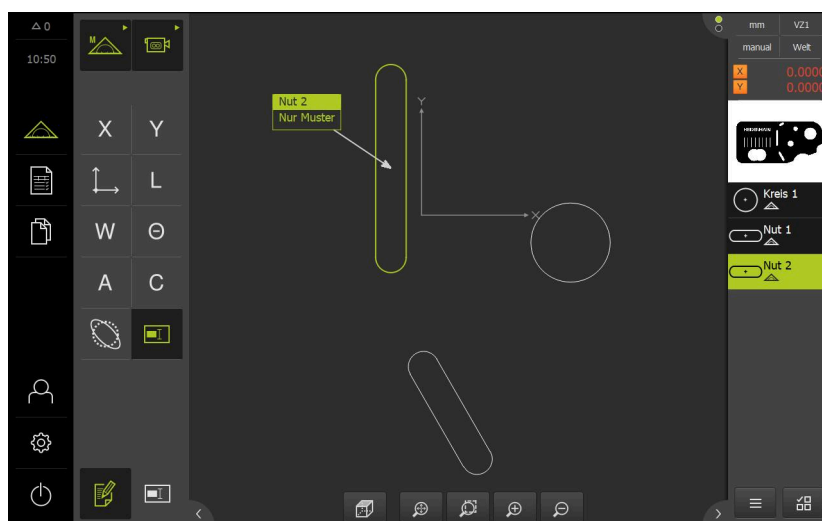 0
10:50
M
X Y
L
W Θ
A C
Nut 2
Nur Muster
Y
X
mm VZ1
manual Welt
X 0.0000
Y 0.0000
HEIDENHAIN
Kreis 1
Nut 1
Nut 2